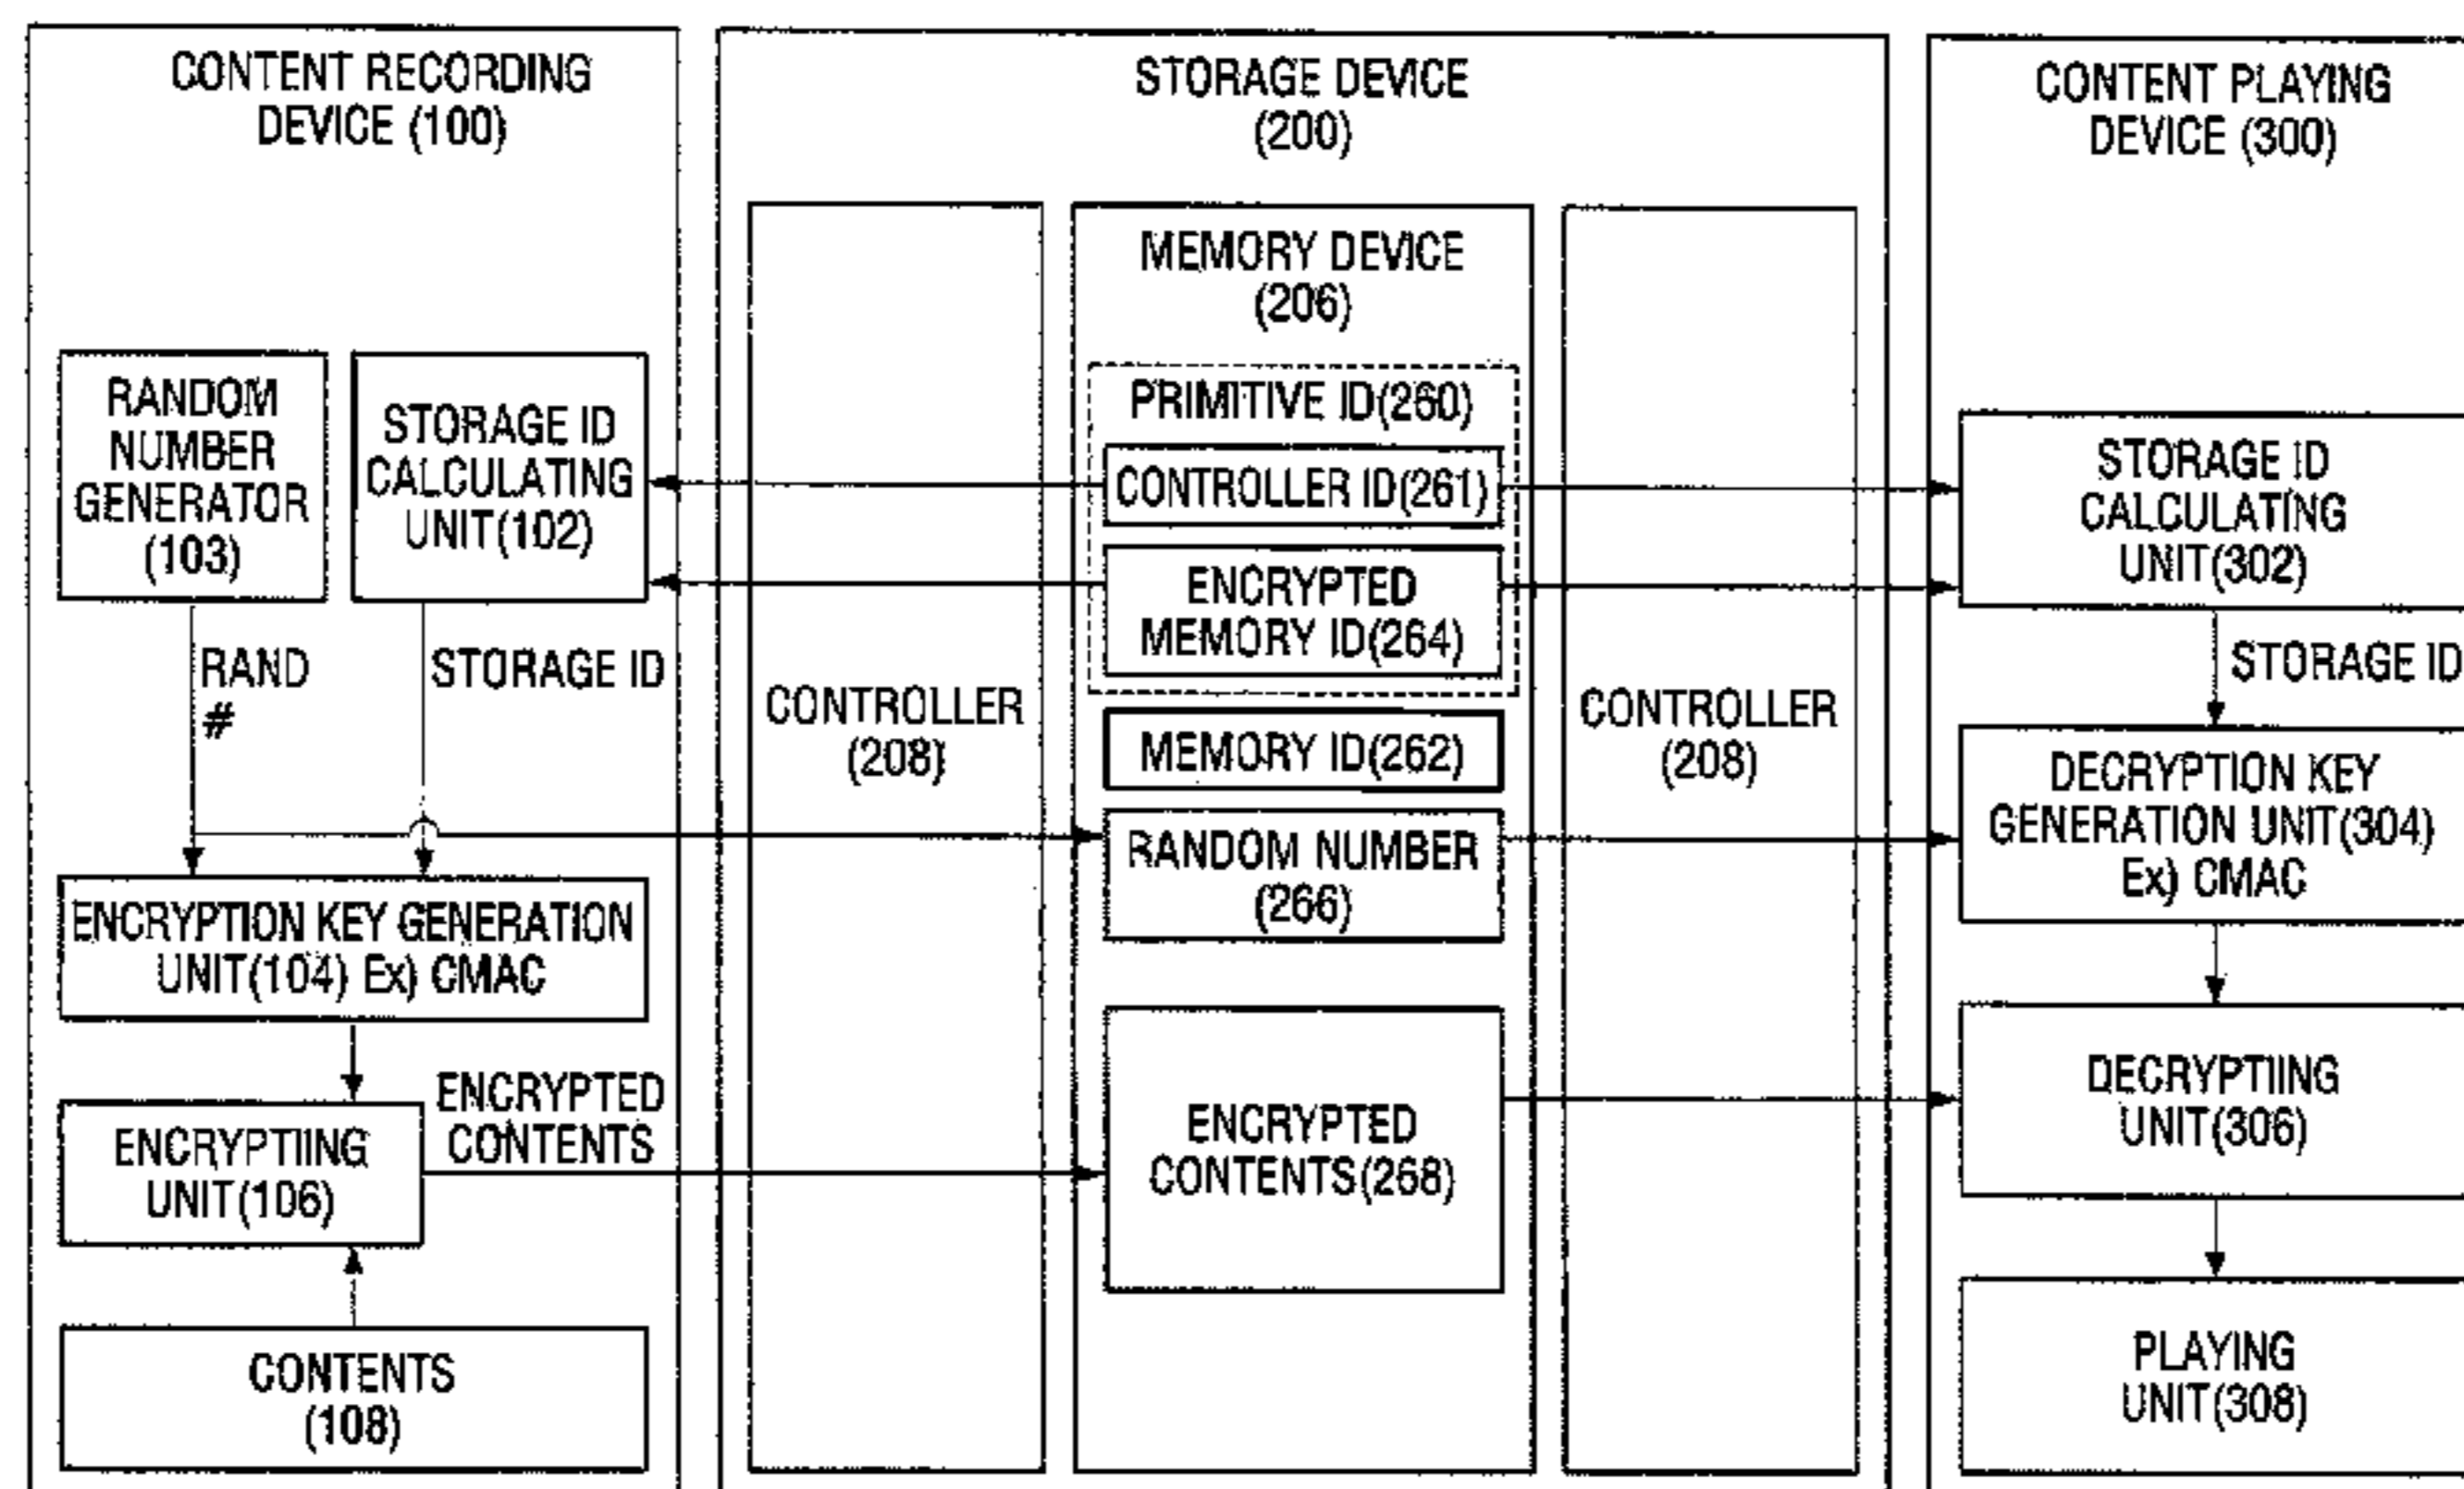 CONTENT RECORDING
DEVICE (100)
RANDOM
NUMBER
GENERATOR
(103)
STORAGE ID
CALCULATING
UNIT(102)
RAND
#
STORAGE ID
ENCRYPTION KEY GENERATION
UNIT(104) Ex) CMAC
ENCRYPTIING
UNIT(106)
ENCRYPTED
CONTENTS
CONTENTS
(108)
STORAGE DEVICE
(200)
CONTROLLER
(208)
MEMORY DEVICE
(206)
PRIMITIVE ID(260)
CONTROLLER ID(261)
ENCRYPTED
MEMORY ID(264)
MEMORY ID(262)
RANDOM NUMBER
(266)
ENCRYPTED
CONTENTS(268)
CONTROLLER
(208)
CONTENT PLAYING
DEVICE (300)
STORAGE ID
CALCULATING
UNIT(302)
STORAGE ID
DECRYPTION KEY
GENERATION UNIT(304)
Ex) CMAC
DECRYPTIING
UNIT(306)
PLAYING
UNIT(308)